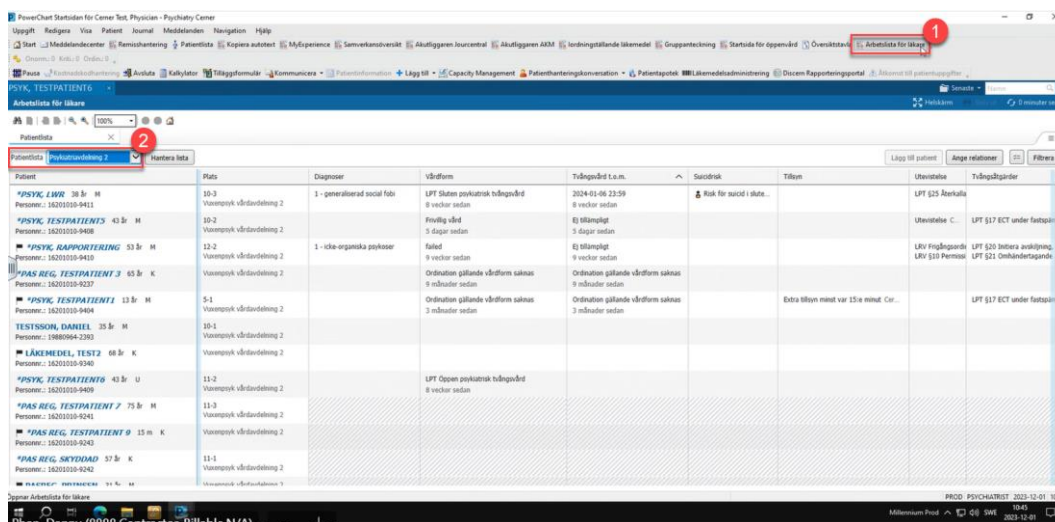 PowerChart Startsidan för Cerner Test, Physician - Psychiatry Cerner
Uppgift Redigera Visa Patient Journal Meddelanden Navigation Hjälp
1
Start Meddelandecenter Remisshantering Patientlista Kopiera autotext MyExperience Samverkansöversikt Akutliggaren Jourcentral Akutliggaren AKM Iordningställande läkemedel Gruppanteckning Startsida för öppenvård Översiktstavla Arbetslista för läkare
Pausa Kostnadskodhantering Avsluta Kalkylator Tilläggsformulär Kommunicera Patientinformation Lägg till Capacity Management Patienthanteringskonversation Patientapotek Läkemedelsadministrering Discern Rapporteringsportal Åtkomst till patientuppgifter
PSYK, TESTPATIENT6 Senaste Namn
Arbetslista för läkare Helskärm 0 minuter se
100%
2
Patientlista
Patientlista Psykiatriavdelning 2 Hantera lista Lägg till patient Ange relationer Filtrera
Patient Plats Diagnoser Vårdform Tvångsvård t.o.m. Suicidrisk Tillsyn Utevistelse Tvångsåtgärder
*PSYK, LWR 38 år M 10-3 1 - generaliserad social fobi LPT Sluten psykiatrisk tvångsvård 2024-01-06 23:59 Risk för suicid i slute... LPT §25 Återkalla
Personnr.: 16201010-9411 Vuxenpsyk vårdavdelning 2 8 veckor sedan 8 veckor sedan
*PSYK, TESTPATIENT5 43 år M 10-2 Frivillig vård Ej tillämpligt Utevistelse C... LPT §17 ECT under fastspän
Personnr.: 16201010-9408 Vuxenpsyk vårdavdelning 2 5 dagar sedan 5 dagar sedan
*PSYK, RAPPORTERING 53 år M 12-2 1 - icke-organiska psykoser failed Ej tillämpligt LRV Frigångsorde LPT §20 Initiera avskiljning,
Personnr.: 16201010-9410 Vuxenpsyk vårdavdelning 2 9 veckor sedan 9 veckor sedan LRV §10 Permissi LPT §21 Omhändertagande
*PAS REG, TESTPATIENT 3 65 år K Vuxenpsyk vårdavdelning 2 Ordination gällande vårdform saknas Ordination gällande vårdform saknas
Personnr.: 16201010-9237 9 månader sedan 9 månader sedan
*PSYK, TESTPATIENT1 13 år M 5-1 Ordination gällande vårdform saknas Ordination gällande vårdform saknas Extra tillsyn minst var 15:e minut Cer... LPT §17 ECT under fastspän
Personnr.: 16201010-9404 Vuxenpsyk vårdavdelning 2 3 månader sedan 3 månader sedan
TESTSSON, DANIEL 35 år M 10-1
Personnr.: 19880964-2393 Vuxenpsyk vårdavdelning 2
LÄKEMEDEL, TEST2 68 år K Vuxenpsyk vårdavdelning 2
Personnr.: 16201010-9340
*PSYK, TESTPATIENT6 43 år U 11-2 LPT Öppen psykiatrisk tvångsvård
Personnr.: 16201010-9409 Vuxenpsyk vårdavdelning 2 8 veckor sedan
*PAS REG, TESTPATIENT 7 75 år M 11-3
Personnr.: 16201010-9241 Vuxenpsyk vårdavdelning 2
*PAS REG, TESTPATIENT 9 15 m K Vuxenpsyk vårdavdelning 2
Personnr.: 16201010-9243
*PAS REG, SKYDDAD 57 år K 11-1
Personnr.: 16201010-9242 Vuxenpsyk vårdavdelning 2
Öppnar Arbetslista för läkare PROD PSYCHIATRIST 2023-12-01
Millennium Prod SWE 10:45
2023-12-01